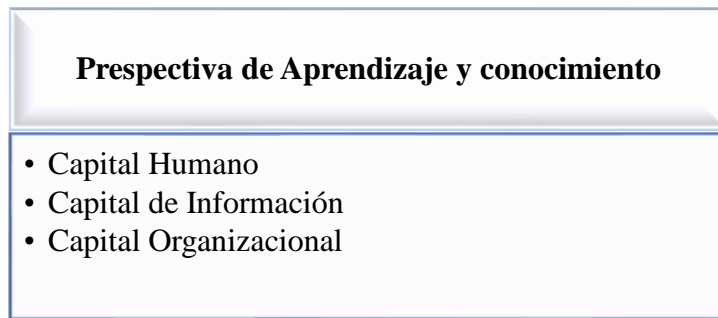 Prespectiva de Aprendizaje y conocimiento
• Capital Humano
• Capital de Información
• Capital Organizacional